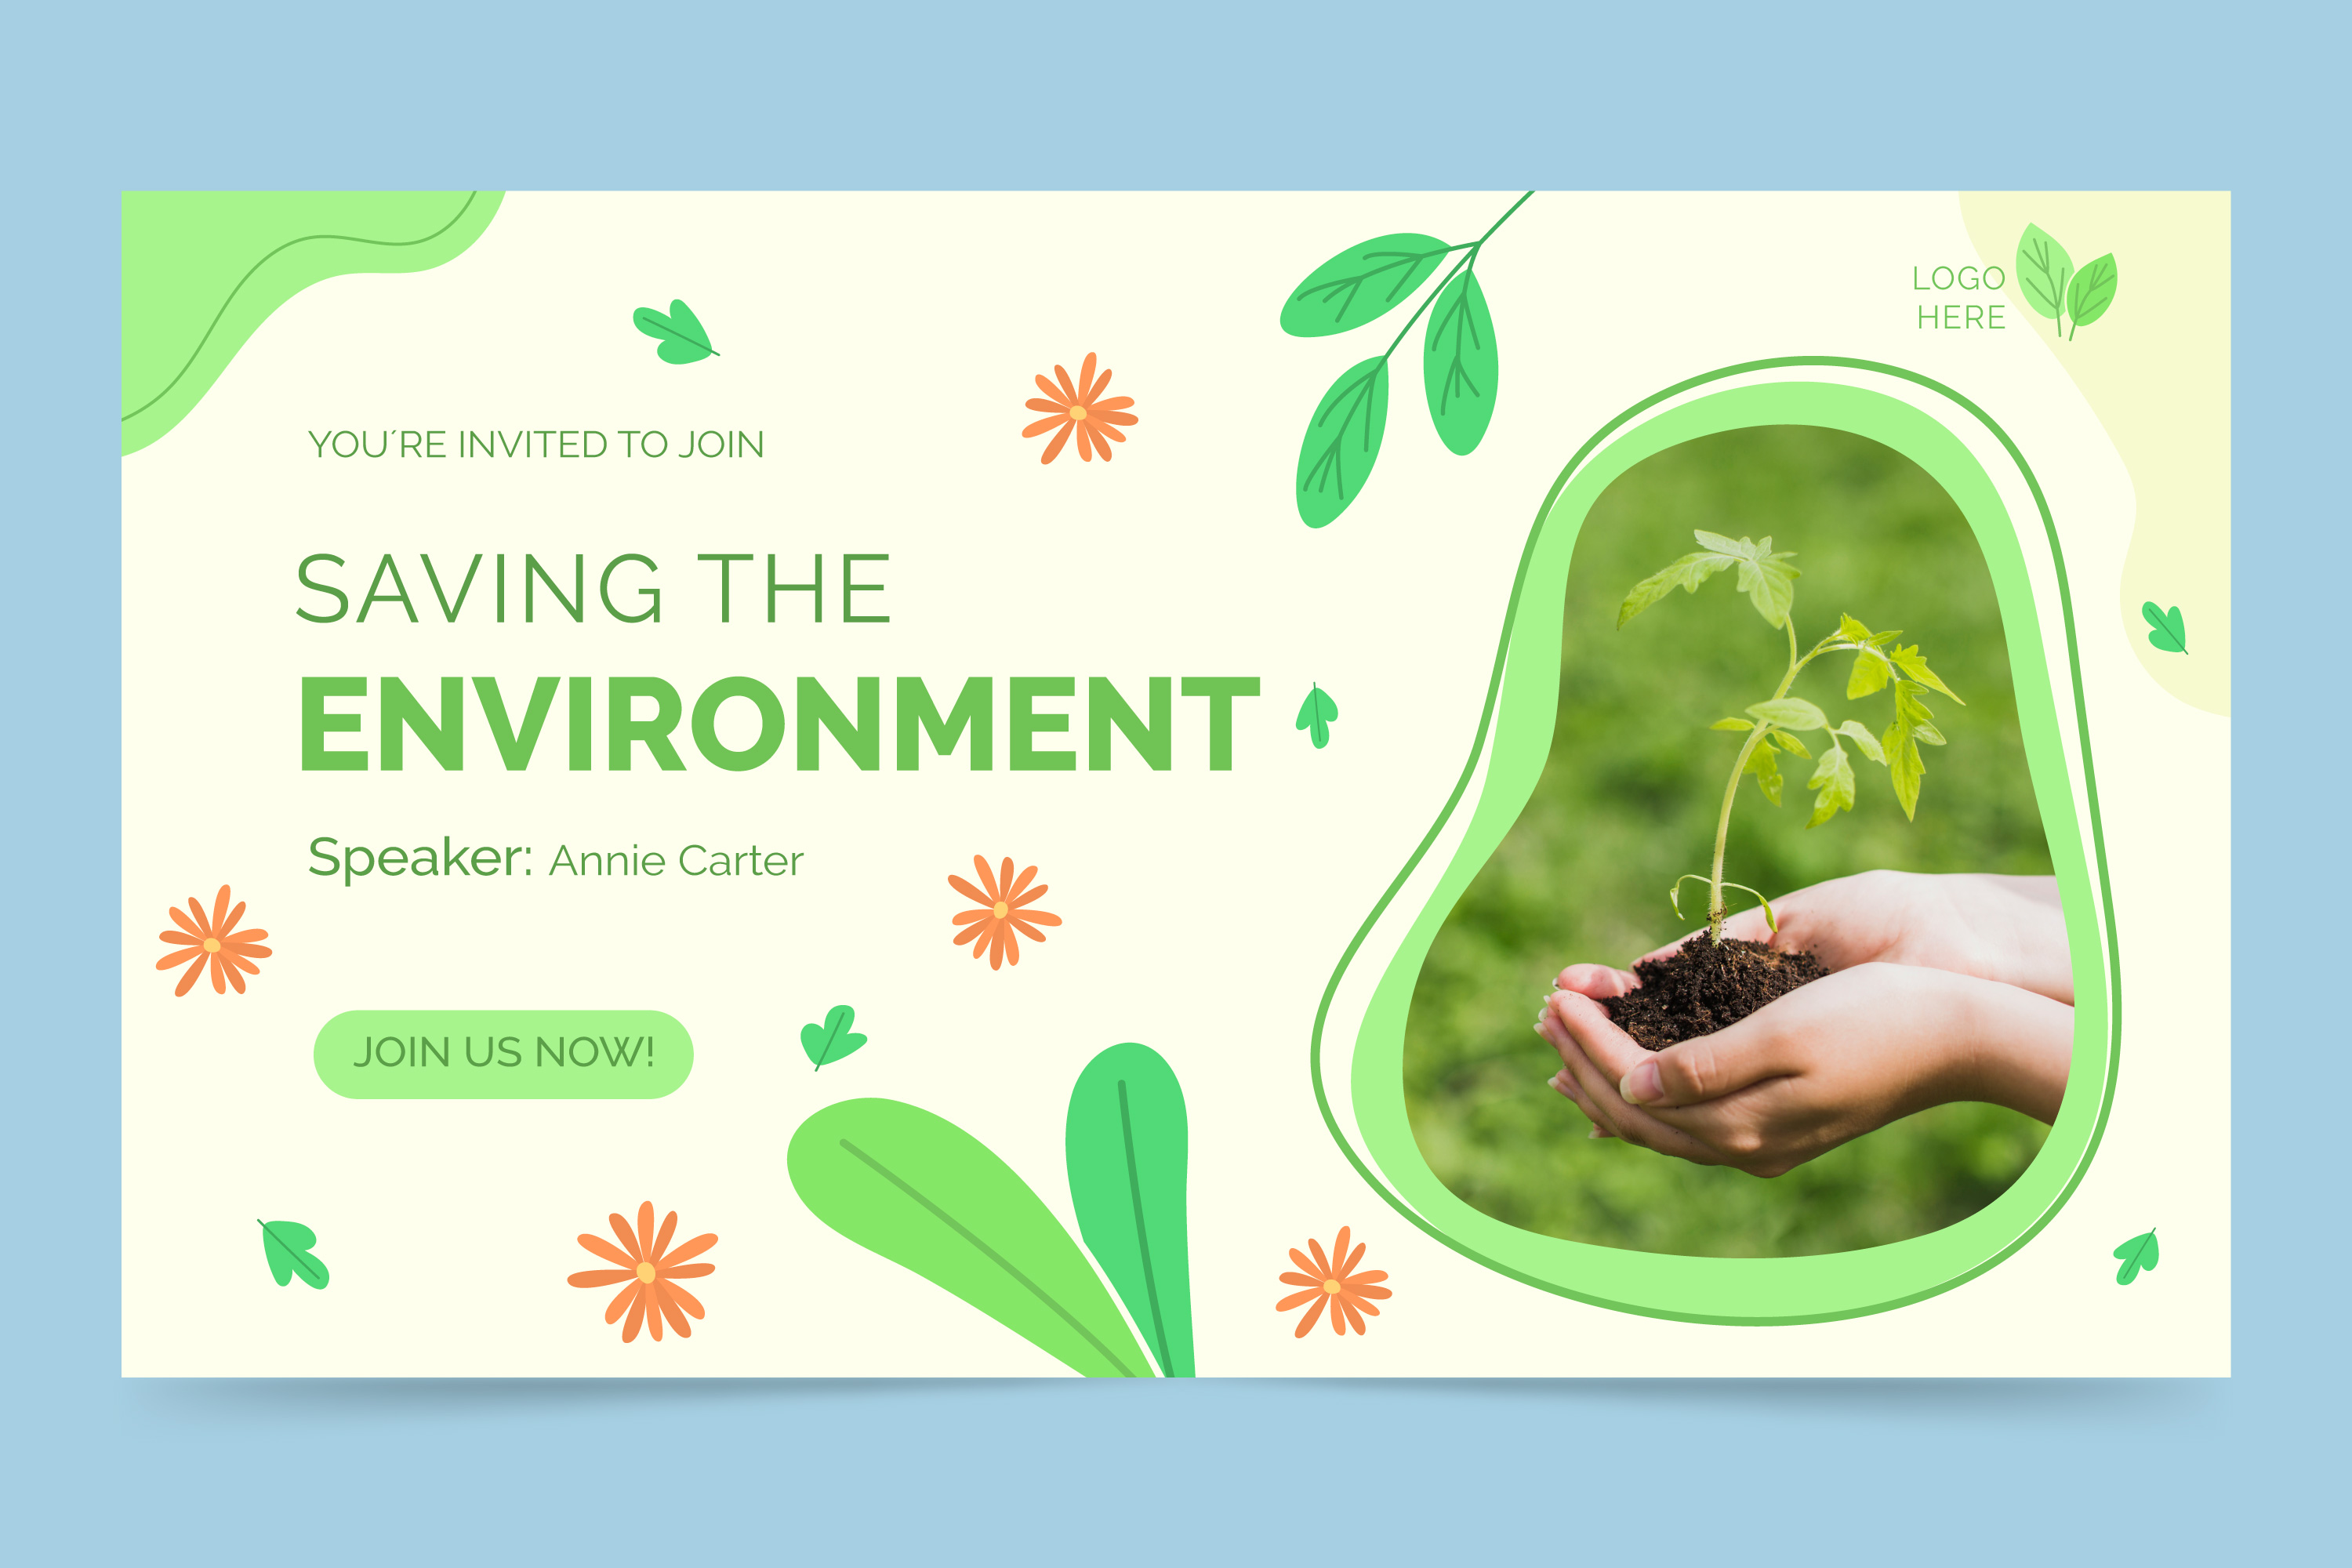 LOGO
HERE
YOU´RE INVITED TO JOIN
SAVING THE
ENVIRONMENT
Speaker: Annie Carter
JOIN US NOW!